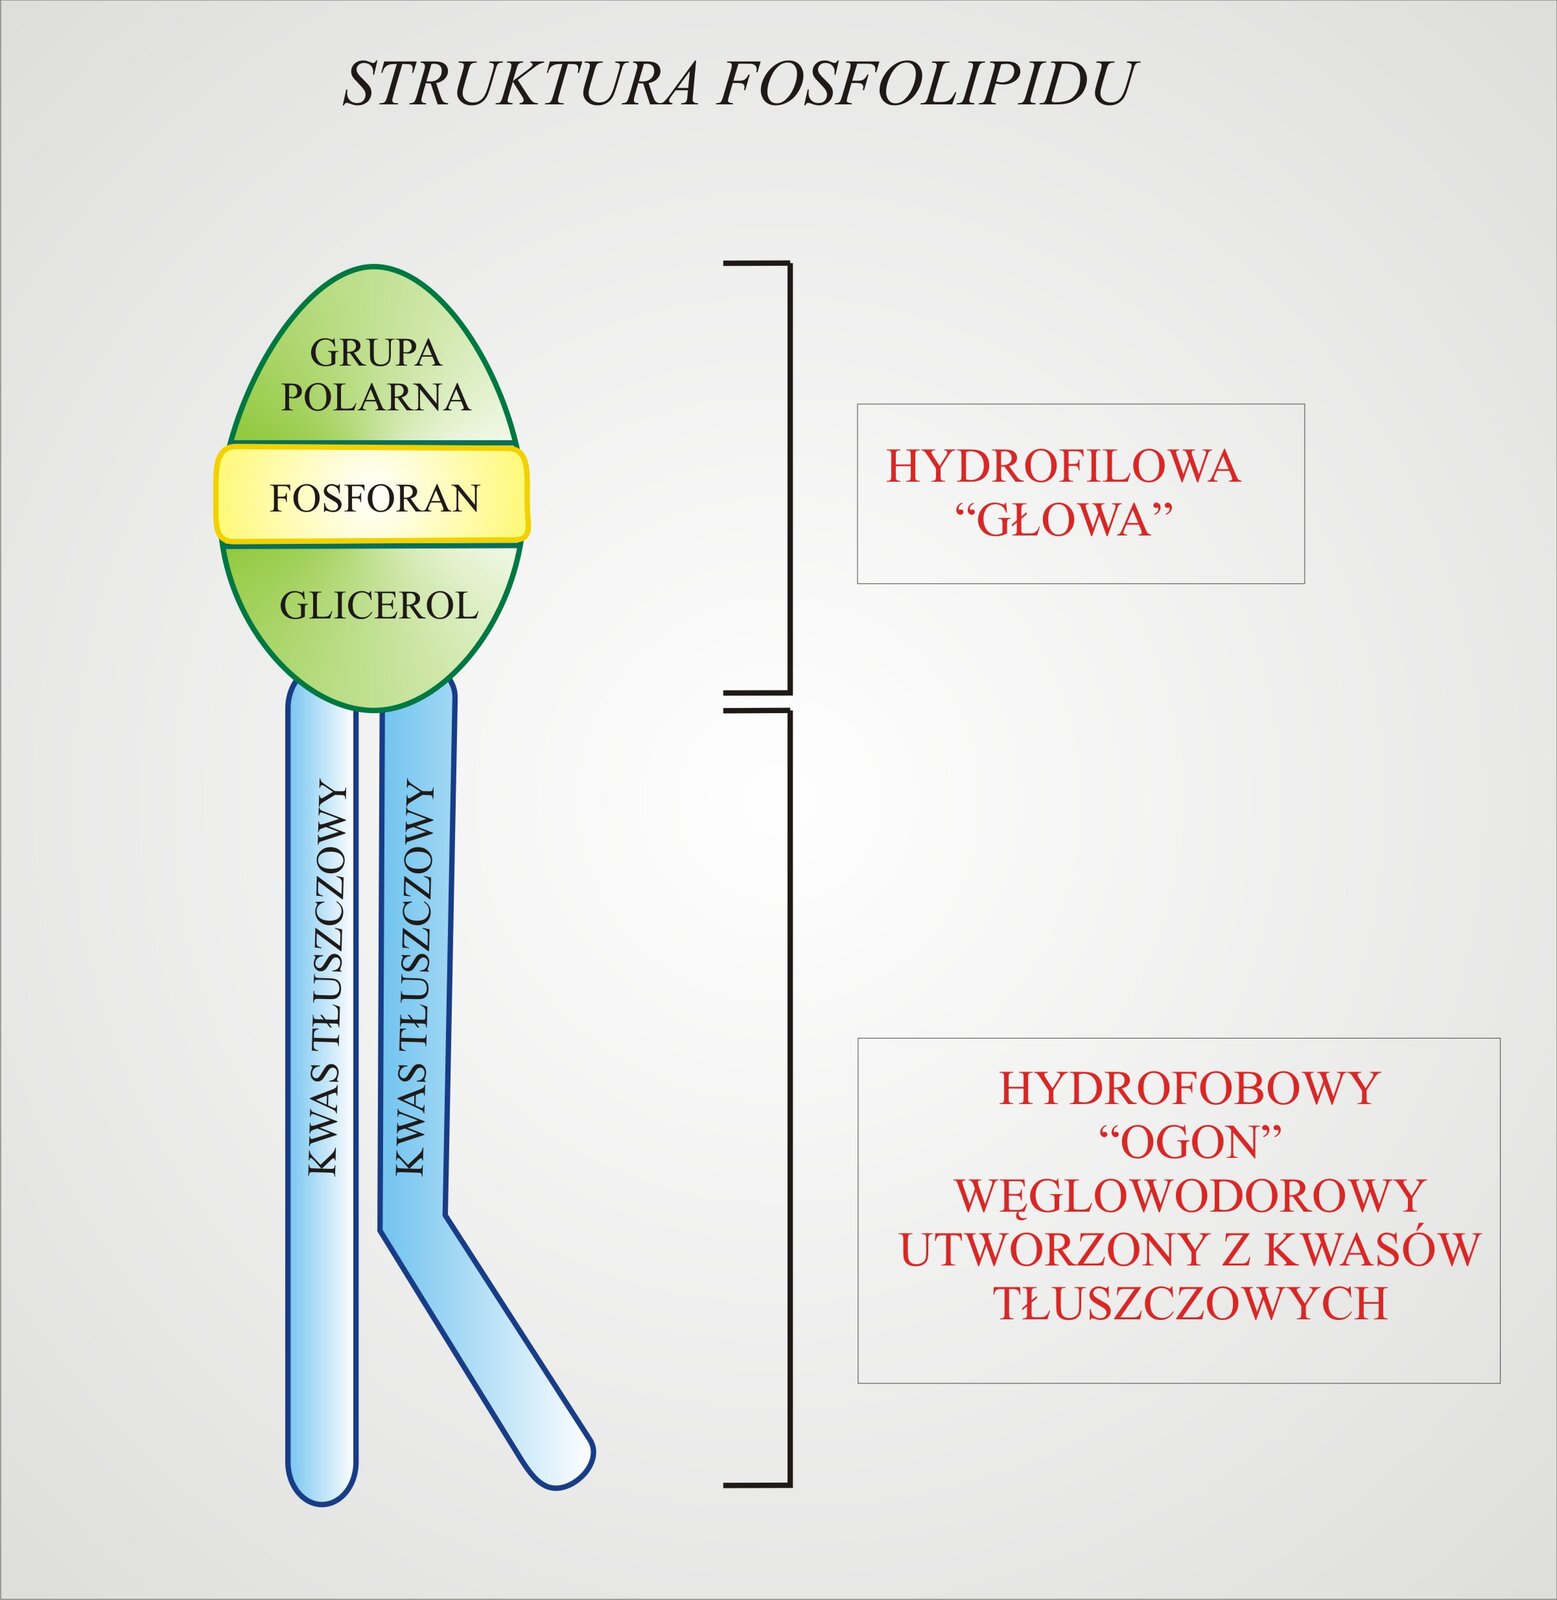 STRUKTURA FOSFOLIPIDU
GRUPA
POLARNA
FOSFORAN
GLICEROL
KWAS TŁUSZCZOWY
KWAS TŁUSZCZOWY
HYDROFILOWA
“GŁOWA”
HYDROFOBOWY
“OGON”
WĘGLOWODOROWY
UTWORZONY Z KWASÓW
TŁUSZCZOWYCH